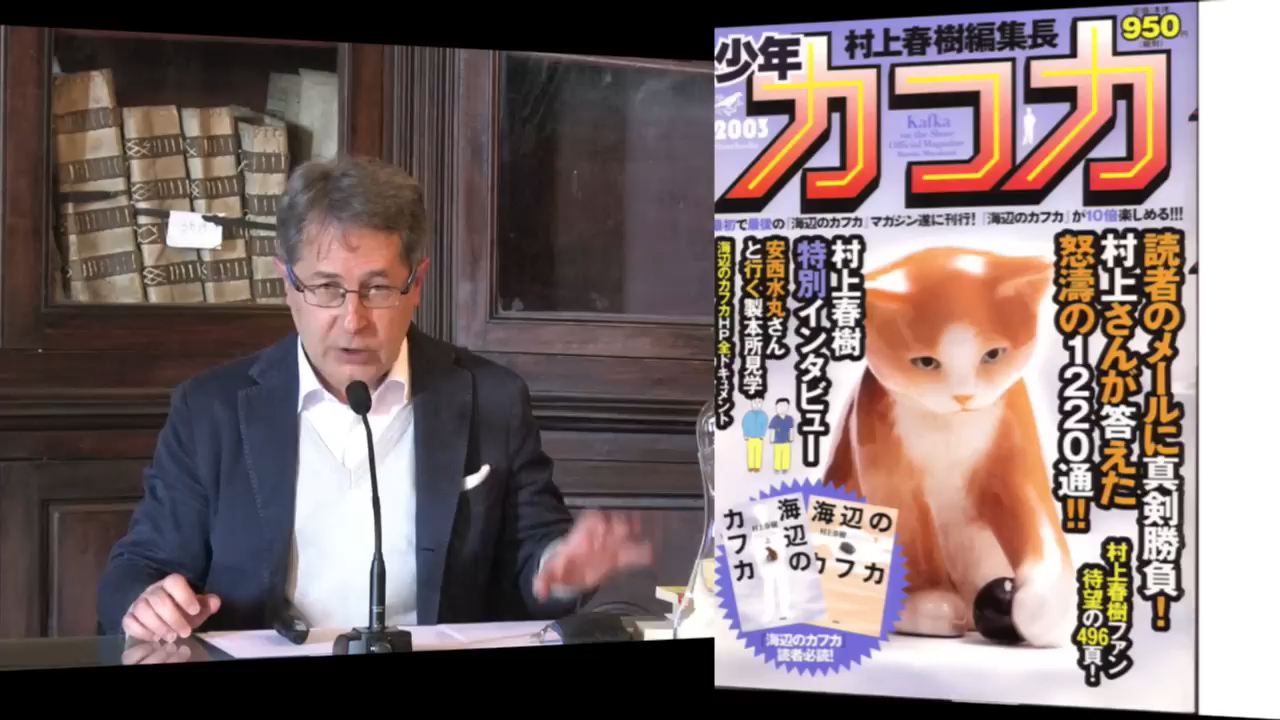 少年
村上春樹編集長
950
カフカ
2003
Kafka
on the Shore
Official Magazine
最初で最後の『海辺のカフカ』マガジン遂に刊行！『海辺のカフカ』が10倍楽しめる!!!
読者のメールに真剣勝負！
村上さんが答えた
怒濤の1220通!!
村上春樹
特別インタビュー
安西水丸さん
と行く製本所見学
海辺のカフカHP全ドキュメント
村上春樹ファン
待望の496頁！
海辺の
カフカ
村上春樹
海辺の
カフカ
村上春樹
『海辺のカフカ』
読者必読！